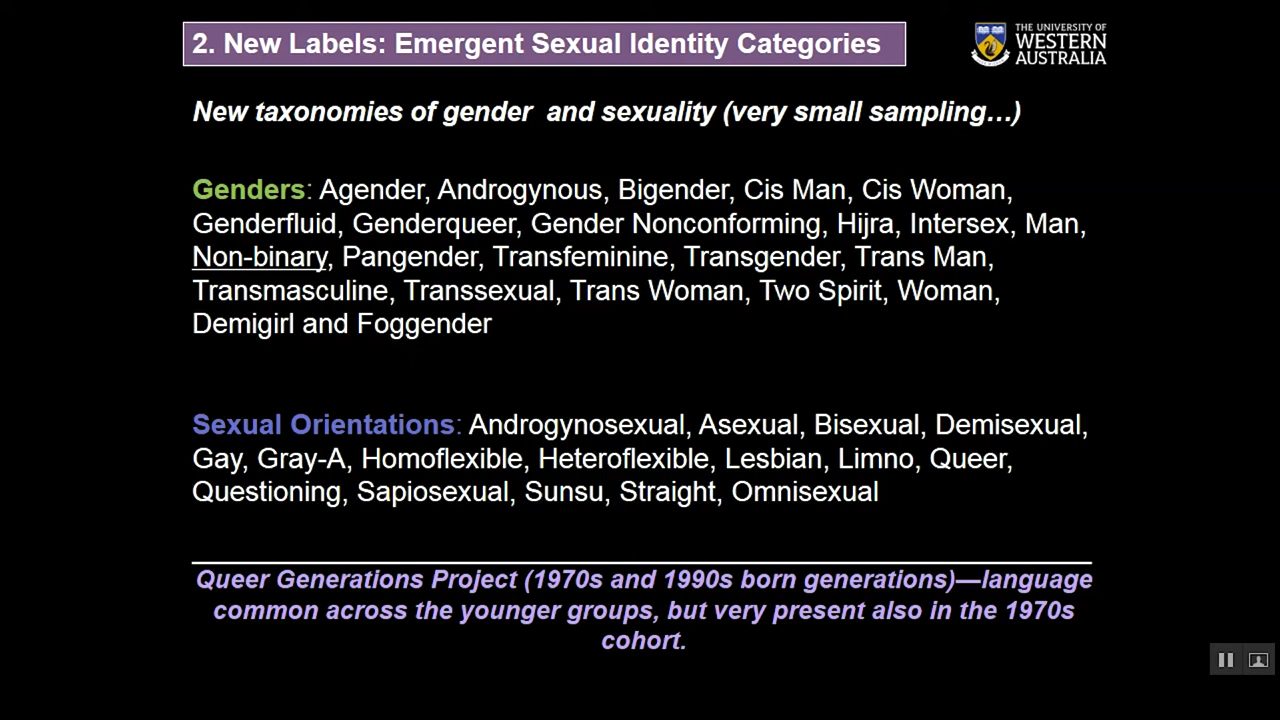 2. New Labels: Emergent Sexual Identity Categories
THE UNIVERSITY OF
WESTERN
AUSTRALIA
New taxonomies of gender and sexuality (very small sampling…)
Genders: Agender, Androgynous, Bigender, Cis Man, Cis Woman,
Genderfluid, Genderqueer, Gender Nonconforming, Hijra, Intersex, Man,
Non-binary, Pangender, Transfeminine, Transgender, Trans Man,
Transmasculine, Transsexual, Trans Woman, Two Spirit, Woman,
Demigirl and Foggender
Sexual Orientations: Androgynosexual, Asexual, Bisexual, Demisexual,
Gay, Gray-A, Homoflexible, Heteroflexible, Lesbian, Limno, Queer,
Questioning, Sapiosexual, Sunsu, Straight, Omnisexual
Queer Generations Project (1970s and 1990s born generations)—language
common across the younger groups, but very present also in the 1970s
cohort.